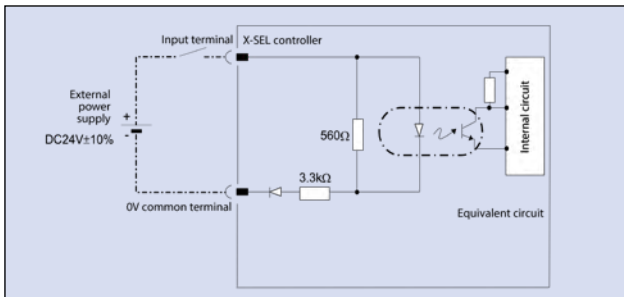 Input terminal
X-SEL controller
External
power
supply
+
-
DC24V±10%
560Ω
3.3kΩ
0V common terminal
Internal circuit
Equivalent circuit